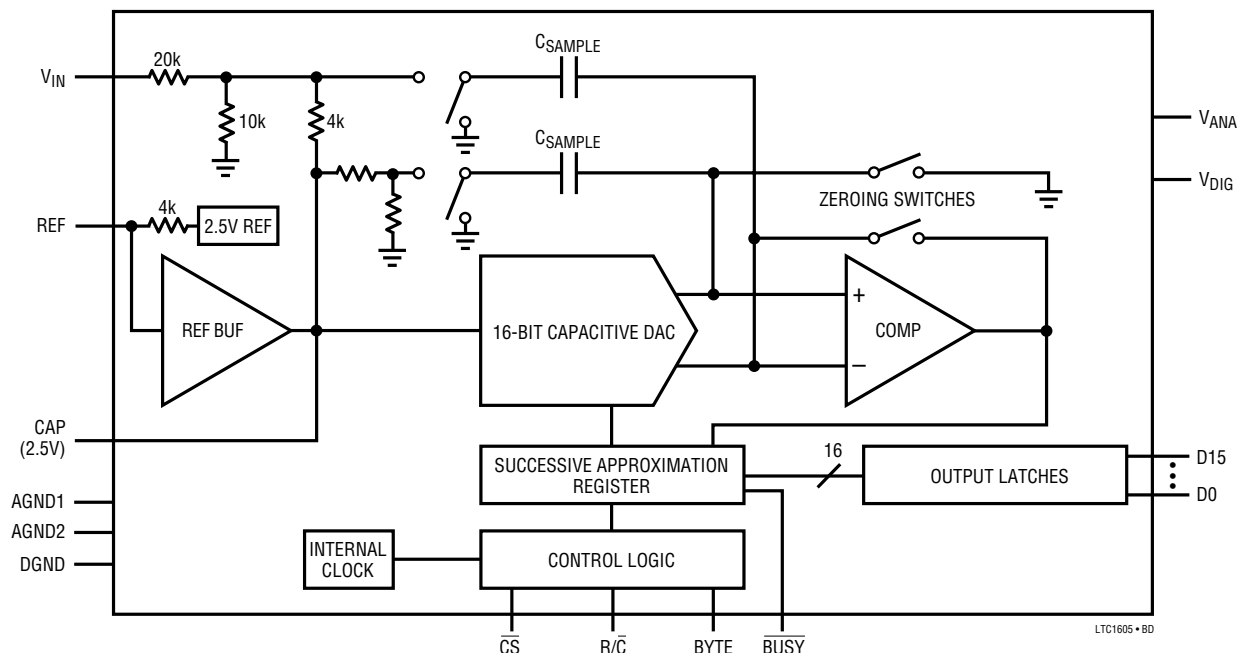 C_SAMPLE
20k
V_IN
10k
4k
V_ANA
C_SAMPLE
V_DIG
ZEROING SWITCHES
4k
REF
2.5V REF
+
REF BUF
16-BIT CAPACITIVE DAC
COMP
–
CAP
(2.5V)
16
SUCCESSIVE APPROXIMATION
REGISTER
OUTPUT LATCHES
D15
D0
AGND1
AGND2
DGND
INTERNAL
CLOCK
CONTROL LOGIC
C̅S̅
R/C̅
BYTE
B̅U̅S̅Y̅
LTC1605 • BD